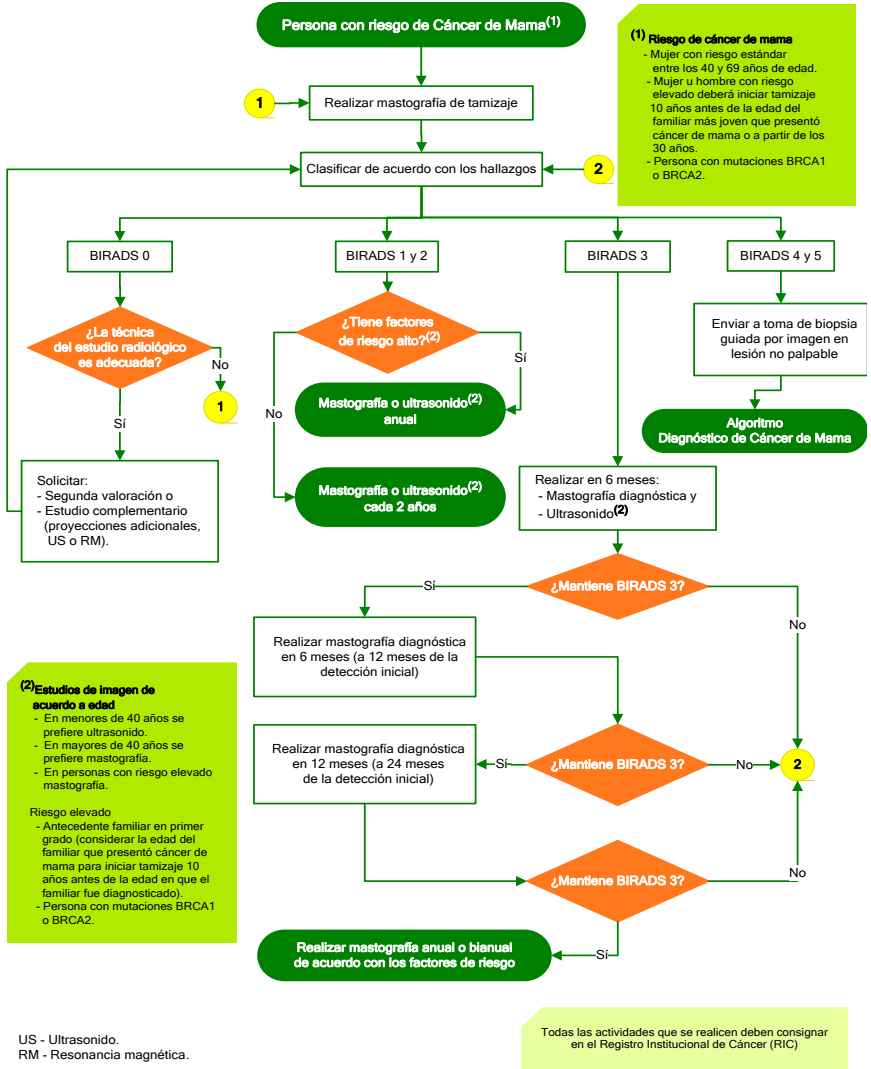 Persona con riesgo de Cáncer de Mama(1)
(1) Riesgo de cáncer de mama
- Mujer con riesgo estándar
entre los 40 y 69 años de edad.
- Mujer u hombre con riesgo
elevado deberá iniciar tamizaje
10 años antes de la edad del
familiar más joven que presentó
cáncer de mama o a partir de los
30 años.
- Persona con mutaciones BRCA1
o BRCA2.
1
Realizar mastografía de tamizaje
Clasificar de acuerdo con los hallazgos
2
BIRADS 0
BIRADS 1 y 2
BIRADS 3
BIRADS 4 y 5
¿La técnica
del estudio radiológico
es adecuada?
No
1
Sí
Solicitar:
- Segunda valoración o
- Estudio complementario
(proyecciones adicionales,
US o RM).
¿Tiene factores
de riesgo alto?(2)
Sí
No
Mastografía o ultrasonido(2)
anual
Mastografía o ultrasonido(2)
cada 2 años
Enviar a toma de biopsia
guiada por imagen en
lesión no palpable
Algoritmo
Diagnóstico de Cáncer de Mama
Realizar en 6 meses:
- Mastografía diagnóstica y
- Ultrasonido(2)
¿Mantiene BIRADS 3?
Sí
No
Realizar mastografía diagnóstica
en 6 meses (a 12 meses de la
detección inicial)
¿Mantiene BIRADS 3?
Sí
No
2
Realizar mastografía diagnóstica
en 12 meses (a 24 meses
de la detección inicial)
¿Mantiene BIRADS 3?
No
Sí
Realizar mastografía anual o bianual
de acuerdo con los factores de riesgo
(2)Estudios de imagen de
acuerdo a edad
- En menores de 40 años se
prefiere ultrasonido.
- En mayores de 40 años se
prefiere mastografía.
- En personas con riesgo elevado
mastografía.
Riesgo elevado
- Antecedente familiar en primer
grado (considerar la edad del
familiar que presentó cáncer de
mama para iniciar tamizaje 10
años antes de la edad en que el
familiar fue diagnosticado).
- Persona con mutaciones BRCA1
o BRCA2.
US - Ultrasonido.
RM - Resonancia magnética.
Todas las actividades que se realicen deben consignar
en el Registro Institucional de Cáncer (RIC)